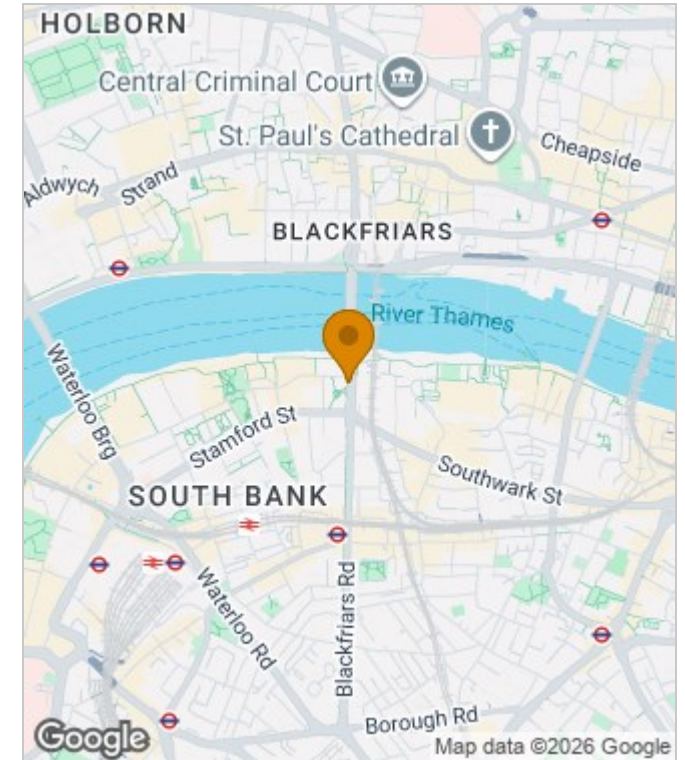 HOLBORN
Central Criminal Court
St. Paul's Cathedral
Cheapside
Aldwych
Strand
BLACKFRIARS
River Thames
Waterloo Brg
Stamford St
Southwark St
SOUTH BANK
Waterloo Rd
Blackfriars Rd
Borough Rd
Google
Map data ©2026 Google